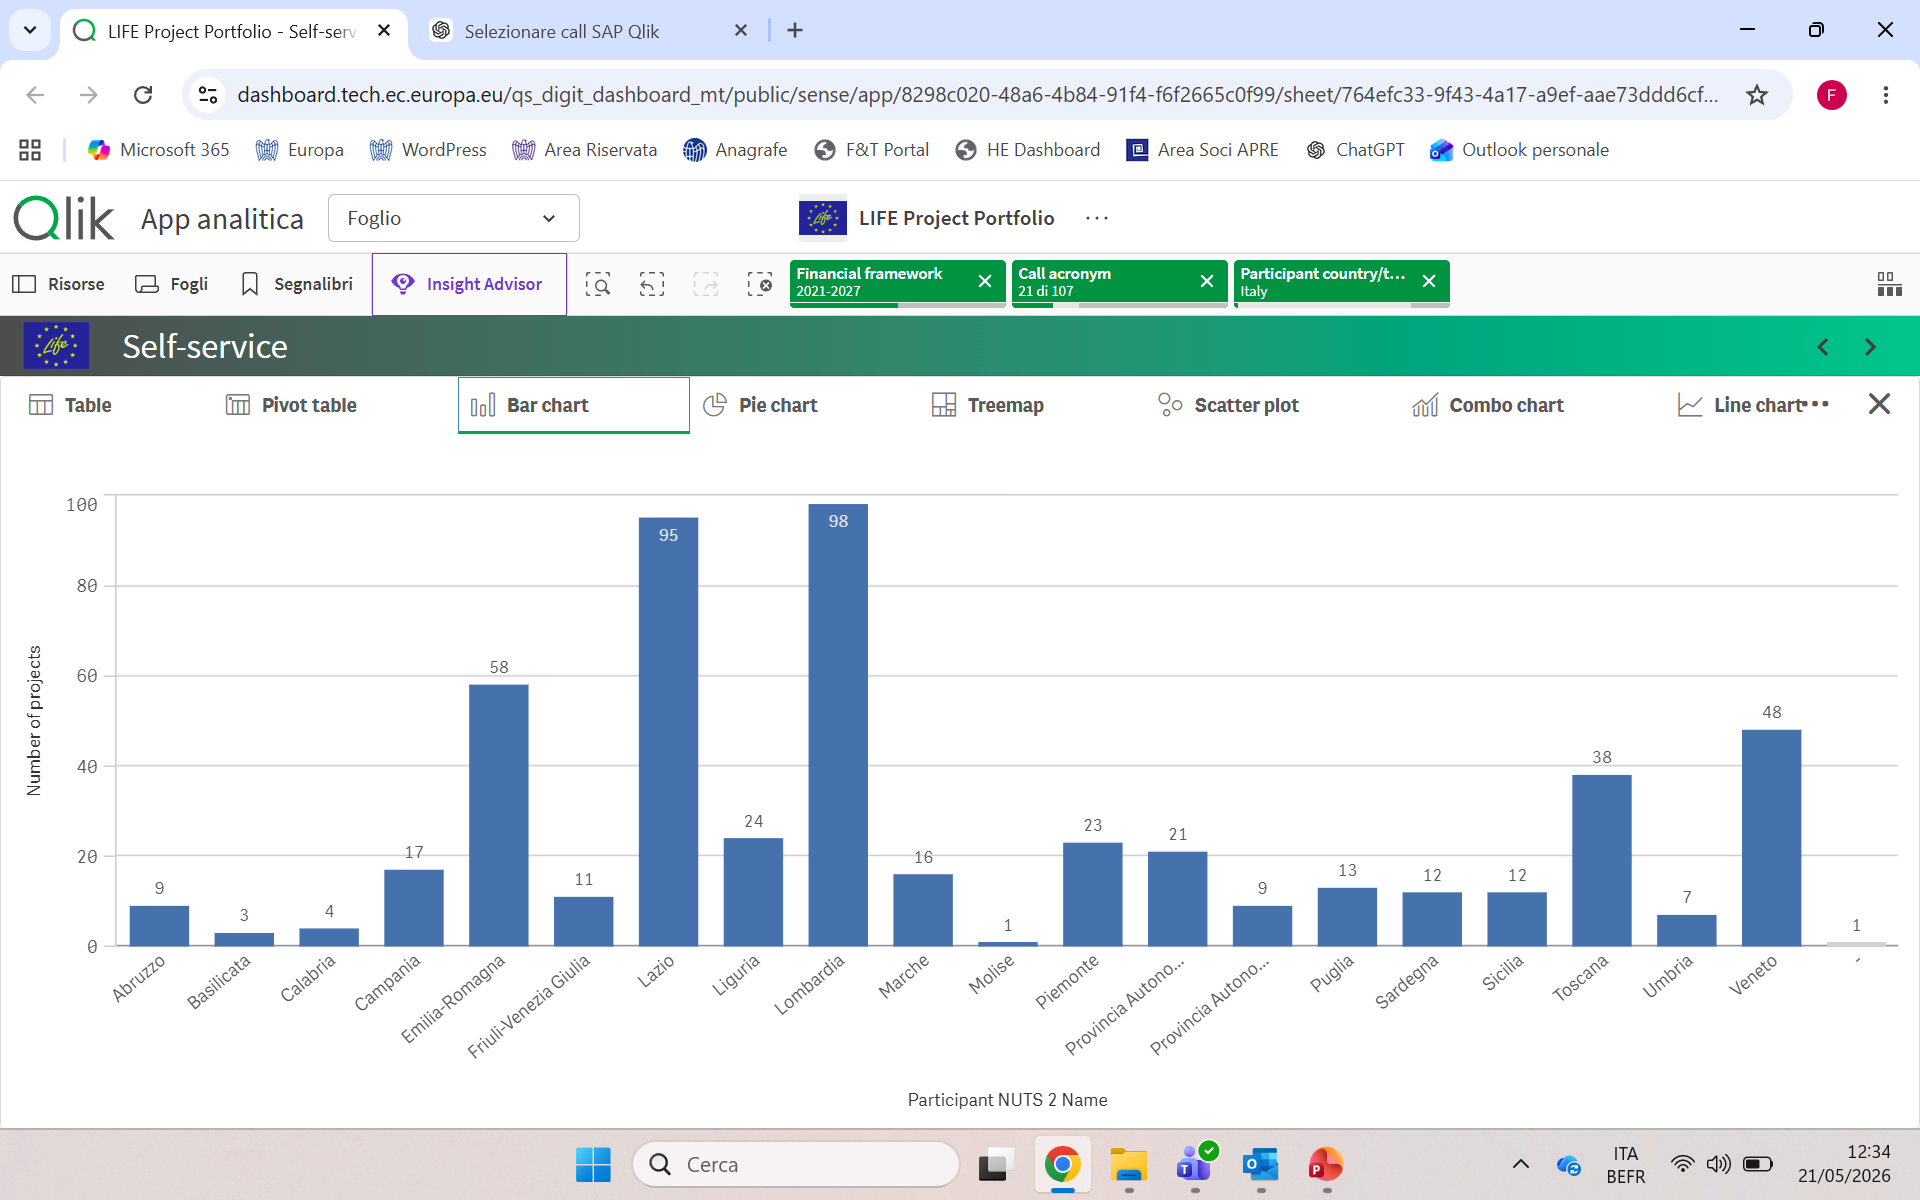 LIFE Project Portfolio - Self-serv
Selezionare call SAP Qlik
dashboard.tech.ec.europa.eu/qs_digit_dashboard_mt/public/sense/app/8298c020-48a6-4b84-91f4-f6f2665c0f99/sheet/764efc33-9f43-4a17-a9ef-aae73ddd6cf...
F
Microsoft 365 Europa WordPress Area Riservata Anagrafe F&T Portal HE Dashboard Area Soci APRE ChatGPT Outlook personale
Qlik App analitica Foglio LIFE Project Portfolio ...
Risorse Fogli Segnalibri Insight Advisor
Financial framework
2021-2027
Call acronym
21 di 107
Participant country/t...
Italy
Life Self-service
Table Pivot table Bar chart Pie chart Treemap Scatter plot Combo chart Line chart
Number of projects
100
80
60
40
20
0
9
3
4
17
58
11
95
24
98
16
1
23
21
9
13
12
12
38
7
48
1
Abruzzo
Basilicata
Calabria
Campania
Emilia-Romagna
Friuli-Venezia Giulia
Lazio
Liguria
Lombardia
Marche
Molise
Piemonte
Provincia Autono...
Provincia Autono...
Puglia
Sardegna
Sicilia
Toscana
Umbria
Veneto
-
Participant NUTS 2 Name
Cerca
ITA
BEFR
12:34
21/05/2026